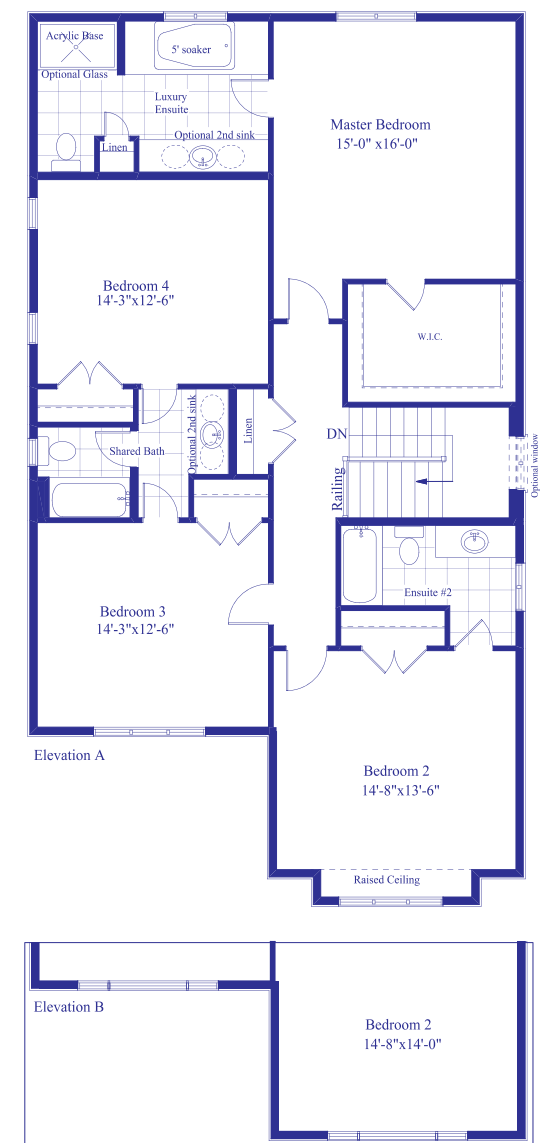 Acrylic Base
Optional Glass
5' soaker
Luxury
Ensuite
Optional 2nd sink
Linen
Master Bedroom
15'-0" x16'-0"
Bedroom 4
14'-3"x12'-6"
W.I.C.
Optional 2nd sink
Linen
Shared Bath
DN
Railing
Optional window
Ensuite #2
Bedroom 3
14'-3"x12'-6"
Elevation A
Bedroom 2
14'-8"x13'-6"
Raised Ceiling
Elevation B
Bedroom 2
14'-8"x14'-0"